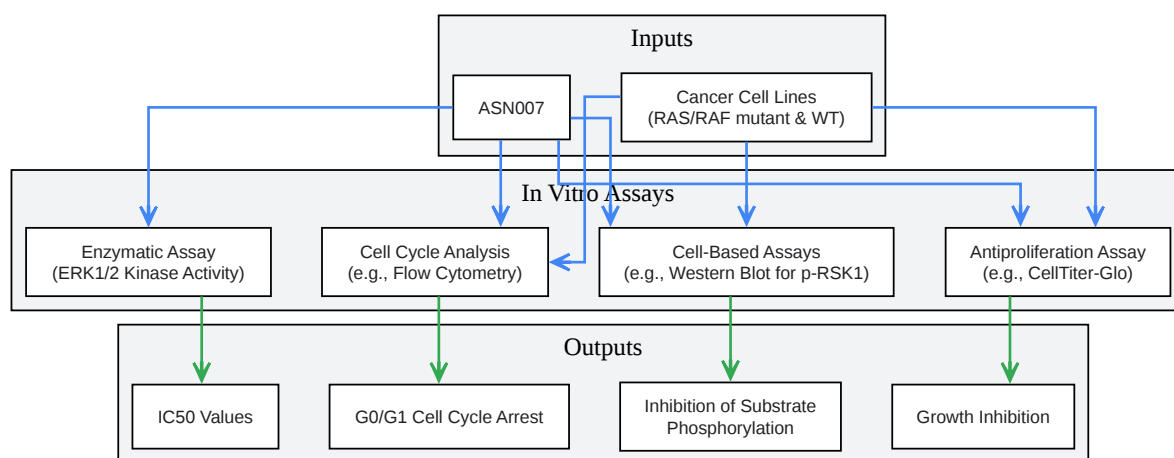 Inputs
ASN007
Cancer Cell Lines
(RAS/RAF mutant & WT)
In Vitro Assays
Enzymatic Assay
(ERK1/2 Kinase Activity)
Cell Cycle Analysis
(e.g., Flow Cytometry)
Cell-Based Assays
(e.g., Western Blot for p-RSK1)
Antiproliferation Assay
(e.g., CellTiter-Glo)
Outputs
IC50 Values
G0/G1 Cell Cycle Arrest
Inhibition of Substrate
Phosphorylation
Growth Inhibition